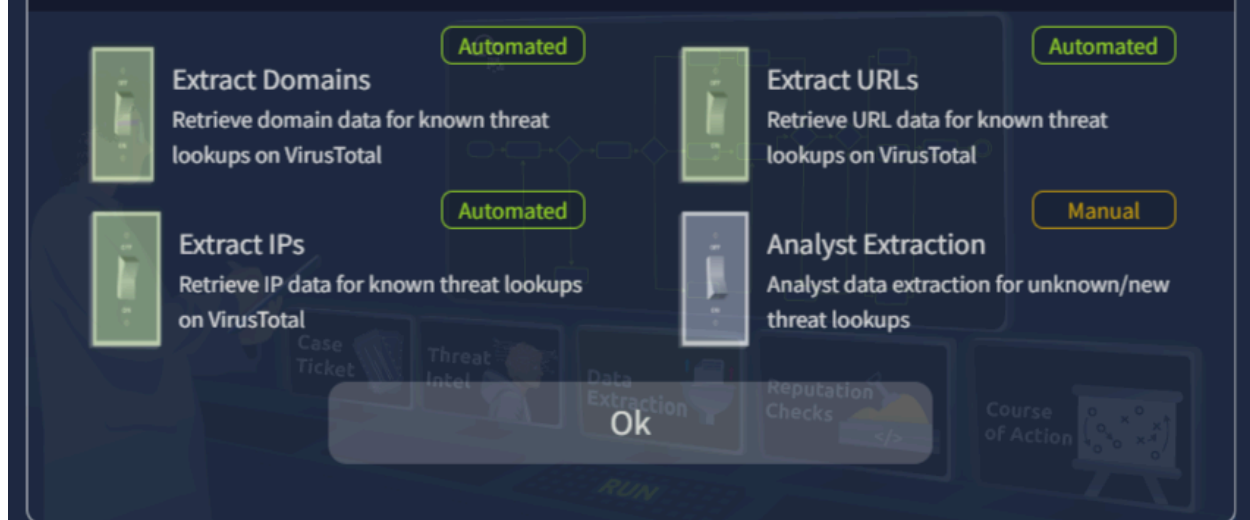 Automated
Extract Domains
Retrieve domain data for known threat
lookups on VirusTotal
Automated
Extract URLs
Retrieve URL data for known threat
lookups on VirusTotal
Automated
Extract IPs
Retrieve IP data for known threat lookups
on VirusTotal
Manual
Analyst Extraction
Analyst data extraction for unknown/new
threat lookups
Case
Ticket
Threat
Intel
Data
Extraction
Reputation
Checks
</>
Course
of Action
Ok
RUN